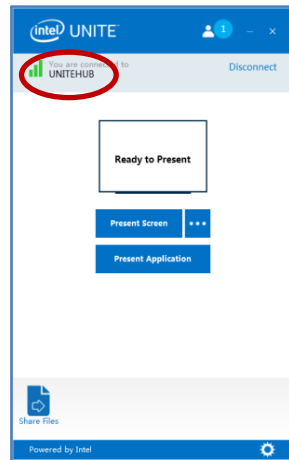 intel UNITE 1
You are connected to
UNITEHUB
Disconnect
Ready to Present
Present Screen
Present Application
Share Files
Powered by Intel